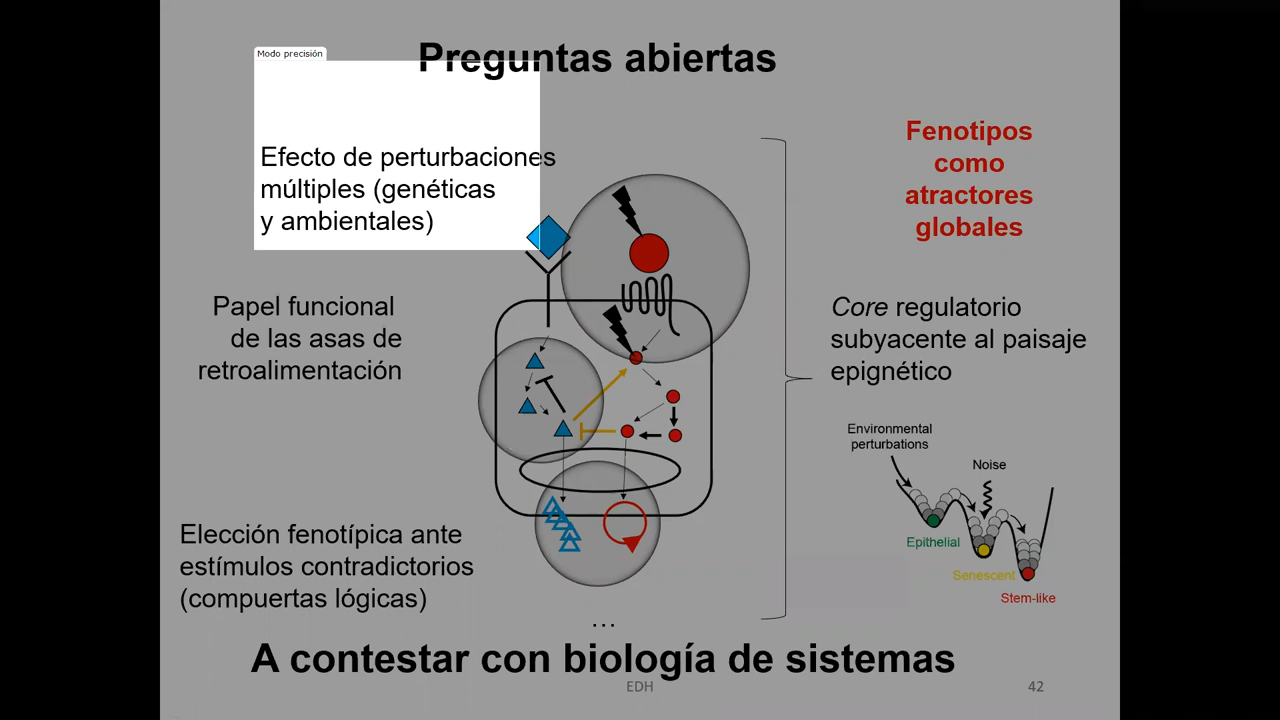 Modo precisión
Preguntas abiertas
Efecto de perturbaciones
múltiples (genéticas
y ambientales)
Papel funcional
de las asas de
retroalimentación
Elección fenotípica ante
estímulos contradictorios
(compuertas lógicas)
Fenotipos
como
atractores
globales
Core regulatorio
subyacente al paisaje
epignético
Environmental
perturbations
Noise
Epithelial
Senescent
Stem-like
...
A contestar con biología de sistemas
EDH
42